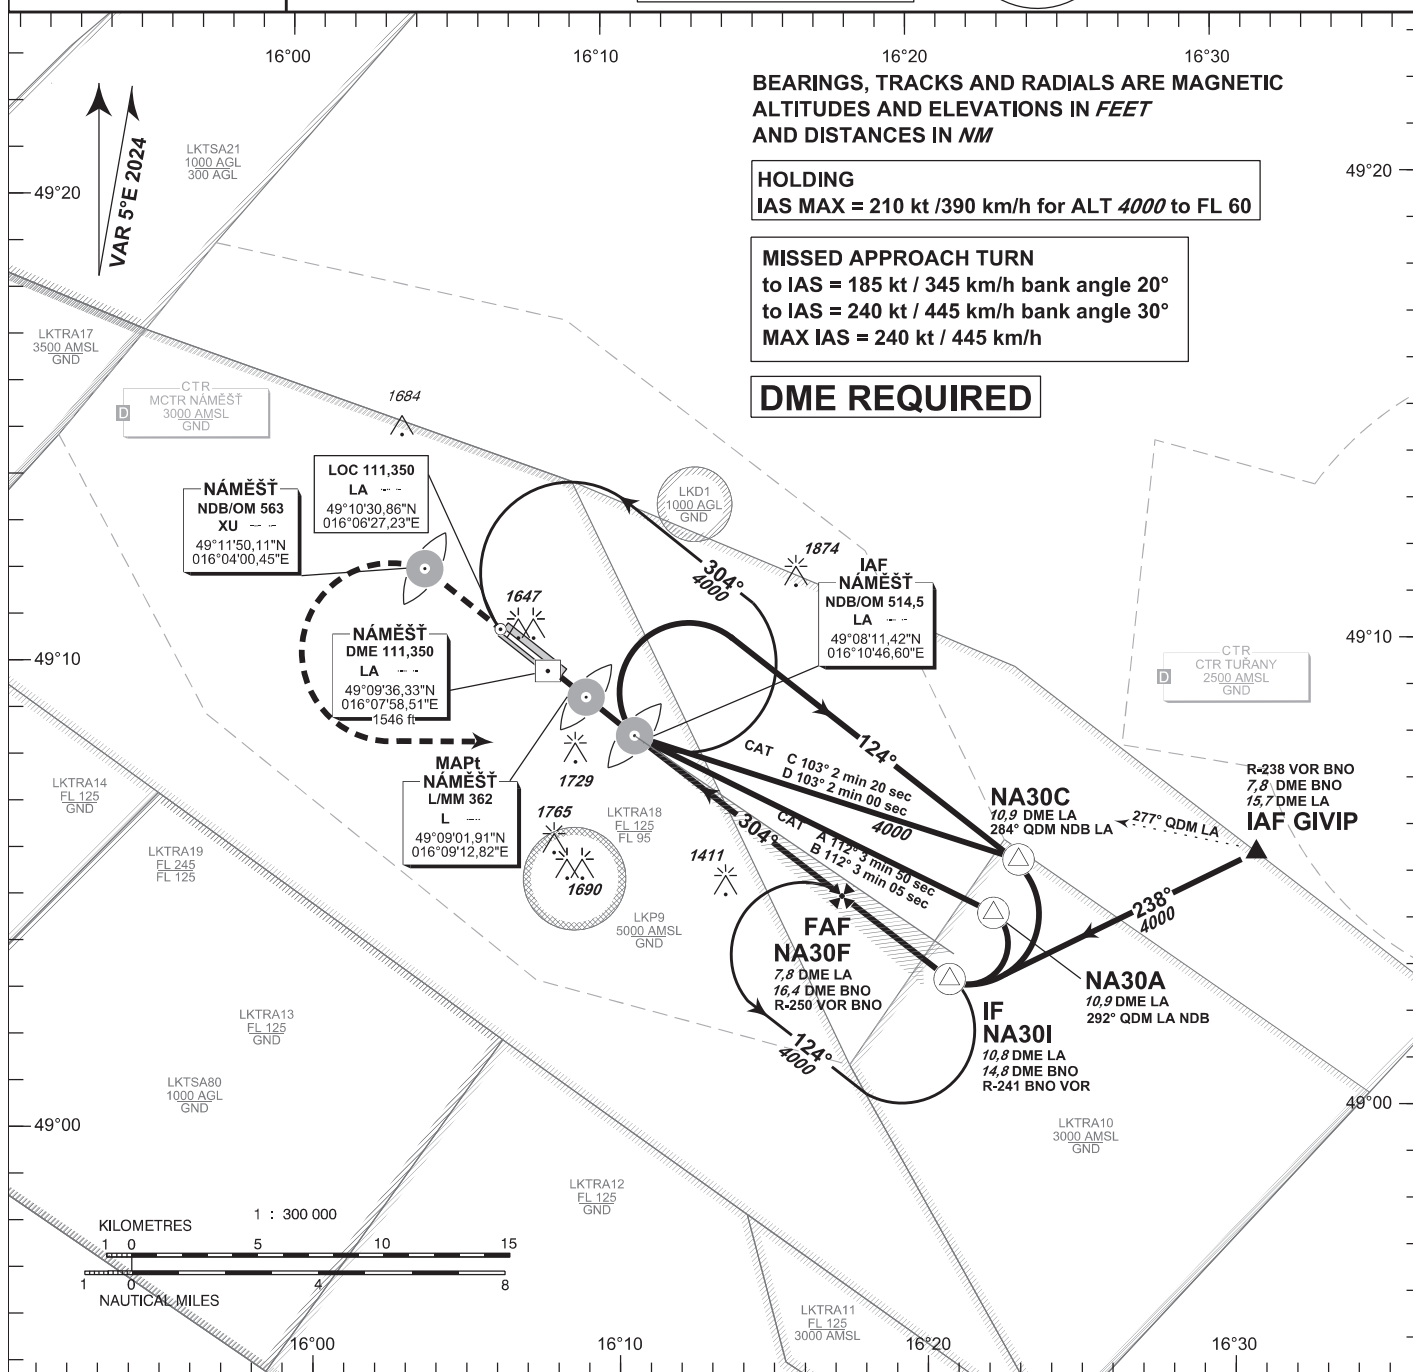 16°00
16°10
16°20
16°30
BEARINGS, TRACKS AND RADIALS ARE MAGNETIC
ALTITUDES AND ELEVATIONS IN FEET
AND DISTANCES IN NM
VAR 5°E 2024
LKTSA21
1000 AGL
300 AGL
49°20
49°20
HOLDING
IAS MAX = 210 kt /390 km/h for ALT 4000 to FL 60
MISSED APPROACH TURN
to IAS = 185 kt / 345 km/h bank angle 20°
to IAS = 240 kt / 445 km/h bank angle 30°
MAX IAS = 240 kt / 445 km/h
DME REQUIRED
LKTRA17
3500 AMSL
GND
CTR
MCTR NÁMĚŠŤ
3000 AMSL
GND
D
1684
LOC 111,350
LA
49°10'30,86"N
016°06'27,23"E
NÁMĚŠŤ
NDB/OM 563
XU
49°11'50,11"N
016°04'00,45"E
LKD1
1000 AGL
GND
1874
304°
4000
IAF
NÁMĚŠŤ
NDB/OM 514,5
LA
49°08'11,42"N
016°10'46,60"E
1647
NÁMĚŠŤ
DME 111,350
LA
49°09'36,33"N
016°07'58,51"E
1546 ft
49°10
49°10
CTR
CTR TUŘANY
2500 AMSL
GND
D
124°
CAT
C 103° 2 min 20 sec
D 103° 2 min 00 sec
4000
MAPt
NÁMĚŠŤ
L/MM 362
L
49°09'01,91"N
016°09'12,82"E
1729
LKTRA14
FL 125
GND
1765
LKTRA18
FL 125
FL 95
304°
CAT
A 112° 3 min 50 sec
B 112° 3 min 05 sec
NA30C
10,9 DME LA
284° QDM NDB LA
277° QDM LA
R-238 VOR BNO
7,8 DME BNO
15,7 DME LA
IAF GIVIP
LKTRA19
FL 245
FL 125
1690
1411
238°
4000
LKP9
5000 AMSL
GND
FAF
NA30F
7,8 DME LA
16,4 DME BNO
R-250 VOR BNO
NA30A
10,9 DME LA
292° QDM LA NDB
IF
NA30I
10,8 DME LA
14,8 DME BNO
R-241 BNO VOR
124°
4000
LKTRA13
FL 125
GND
LKTSA80
1000 AGL
GND
49°00
49°00
LKTRA10
3000 AMSL
GND
LKTRA12
FL 125
GND
KILOMETRES
1 : 300 000
1 0 5 10 15
1 0 4 8
NAUTICAL MILES
LKTRA11
FL 125
3000 AMSL
16°00
16°10
16°20
16°30